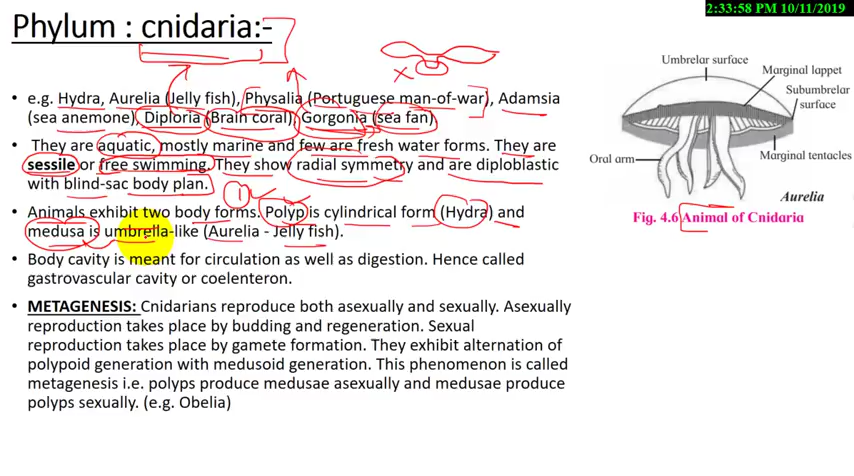 2:33:58 PM 10/11/2019
Phylum : cnidaria:-
• e.g. Hydra, Aurelia (Jelly fish), Physalia (Portuguese man-of-war), Adamsia
(sea anemone), Diploria (Brain coral), Gorgonia (sea fan).
• They are aquatic, mostly marine and few are fresh water forms. They are
sessile or free swimming. They show radial symmetry and are diploblastic
with blind-sac body plan.
• Animals exhibit two body forms. Polyp is cylindrical form (Hydra) and
medusa is umbrella-like (Aurelia - Jelly fish).
• Body cavity is meant for circulation as well as digestion. Hence called
gastrovascular cavity or coelenteron.
• METAGENESIS: Cnidarians reproduce both asexually and sexually. Asexually
reproduction takes place by budding and regeneration. Sexual
reproduction takes place by gamete formation. They exhibit alternation of
polypoid generation with medusoid generation. This phenomenon is called
metagenesis i.e. polyps produce medusae asexually and medusae produce
polyps sexually. (e.g. Obelia)
1
Umbrelar surface
Marginal lappet
Subumbrelar
surface
Oral arm
Marginal tentacles
Aurelia
Fig. 4.6 Animal of Cnidaria